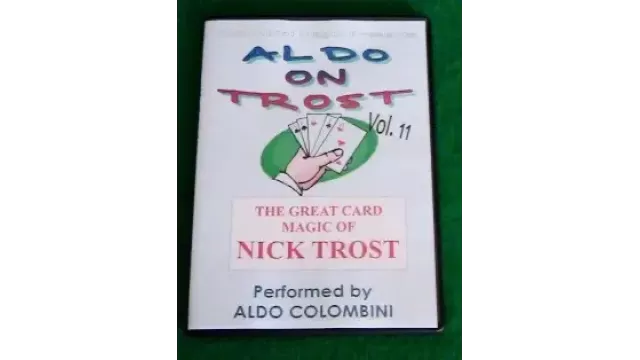 ALDO
ON
TROST
Vol. 11
THE GREAT CARD
MAGIC OF
NICK TROST
Performed by
ALDO COLOMBINI